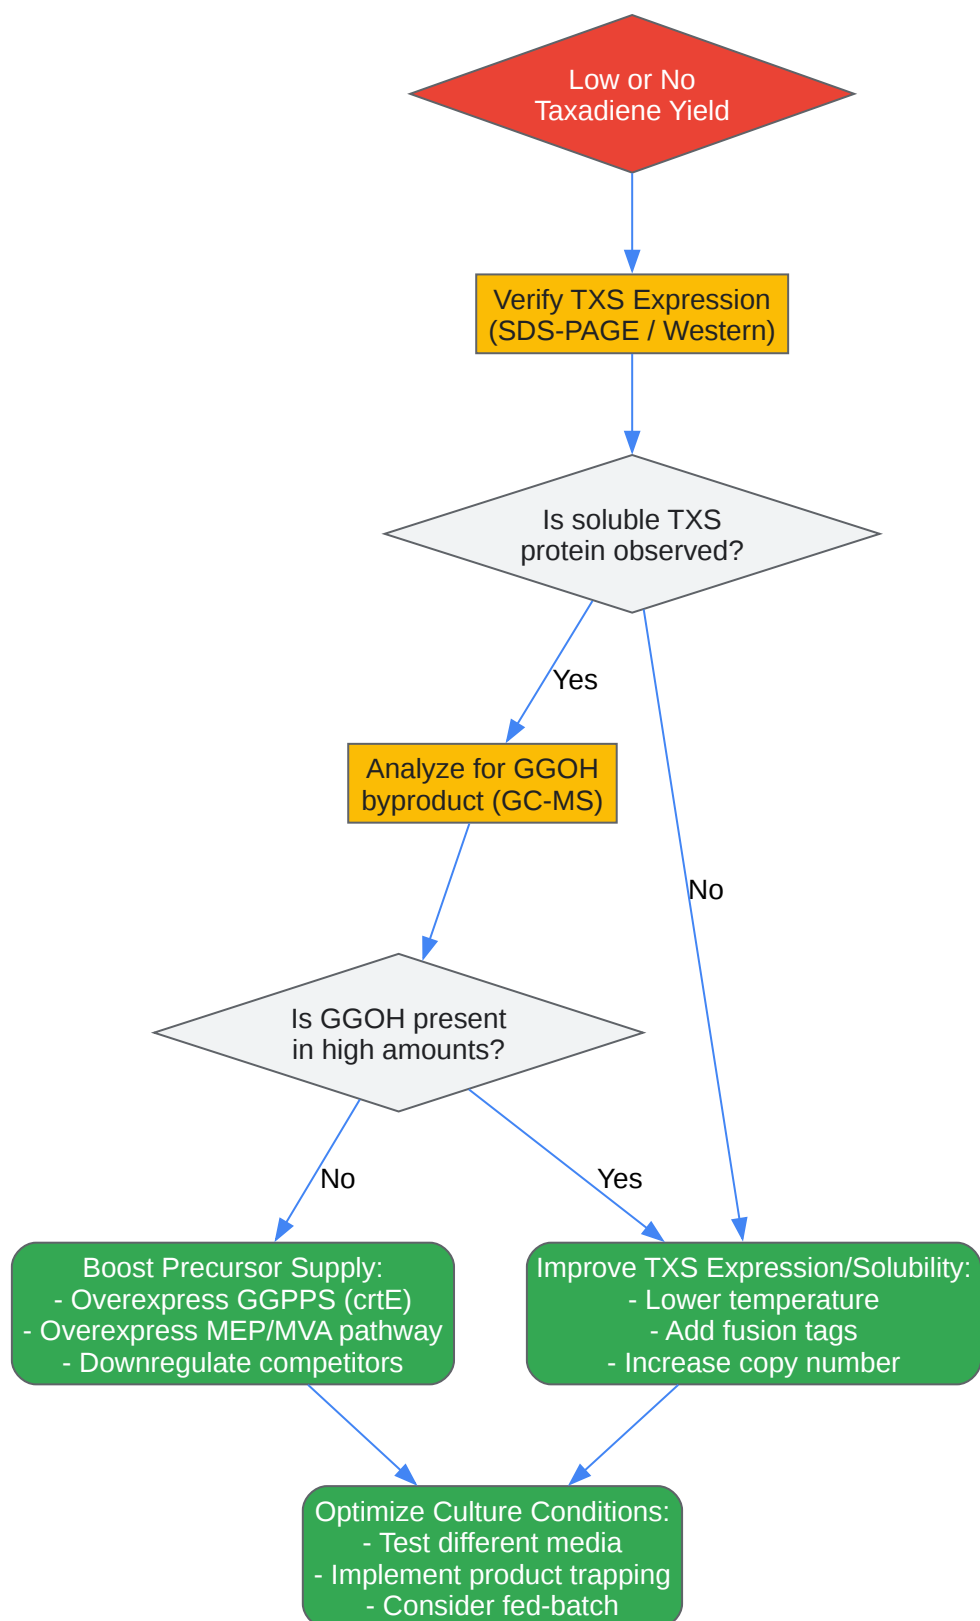 Low or No
Taxadiene Yield
Verify TXS Expression
(SDS-PAGE / Western)
Is soluble TXS
protein observed?
Yes
Analyze for GGOH
byproduct (GC-MS)
No
Is GGOH present
in high amounts?
No
Yes
Boost Precursor Supply:
- Overexpress GGPPS (crtE)
- Overexpress MEP/MVA pathway
- Downregulate competitors
Improve TXS Expression/Solubility:
- Lower temperature
- Add fusion tags
- Increase copy number
Optimize Culture Conditions:
- Test different media
- Implement product trapping
- Consider fed-batch